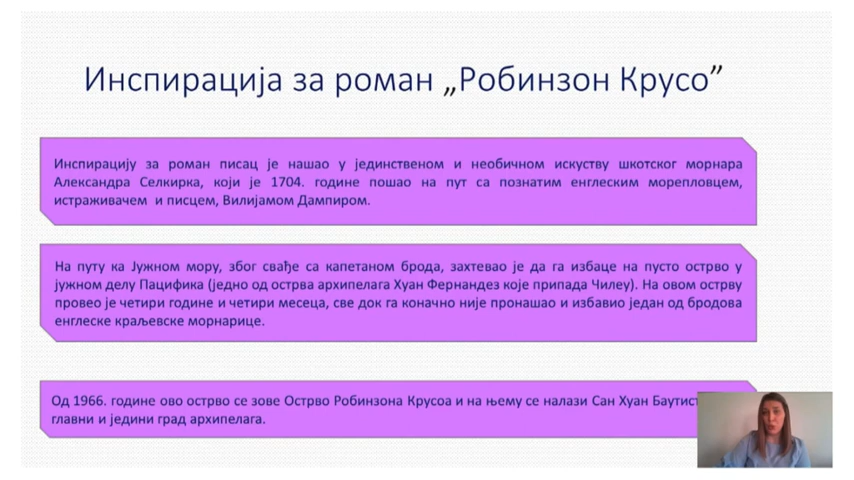 Инспирација за роман „Робинзон Крусо”
Инспирацију за роман писац је нашао у јединственом и необичном искуству шкотског морнара
Александра Селкирка, који је 1704. године пошао на пут са познатим енглеским морепловцем,
истраживачем и писцем, Вилијамом Дампиром.
На путу ка Јужном мору, због свађе са капетаном брода, захтевао је да га избаце на пусто острво у
јужном делу Пацифика (једно од острва архипелага Хуан Фернандез које припада Чилеу). На овом острву
провео је четири године и четири месеца, све док га коначно није пронашао и избавио један од бродова
енглеске краљевске морнарице.
Од 1966. године ово острво се зове Острво Робинзона Крусоа и на њему се налази Сан Хуан
главни и једини град архипелага.